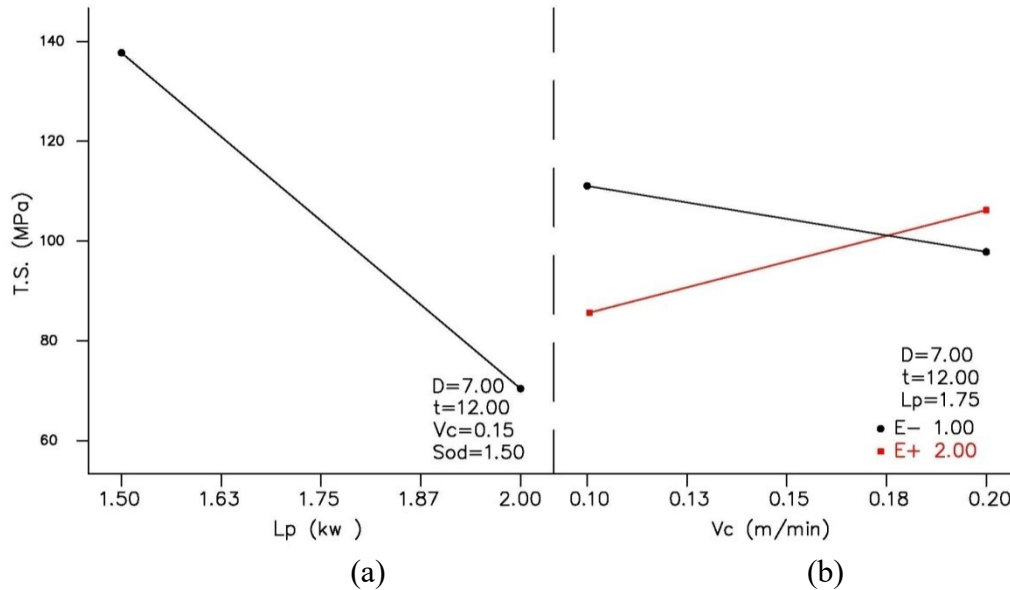 T.S. (MPa)
140
120
100
80
60
D=7.00
t=12.00
Vc=0.15
Sod=1.50
1.50 1.63 1.75 1.87 2.00
Lp (kw )
D=7.00
t=12.00
Lp=1.75
E- 1.00
E+ 2.00
0.10 0.13 0.15 0.18 0.20
Vc (m/min)
(a) (b)